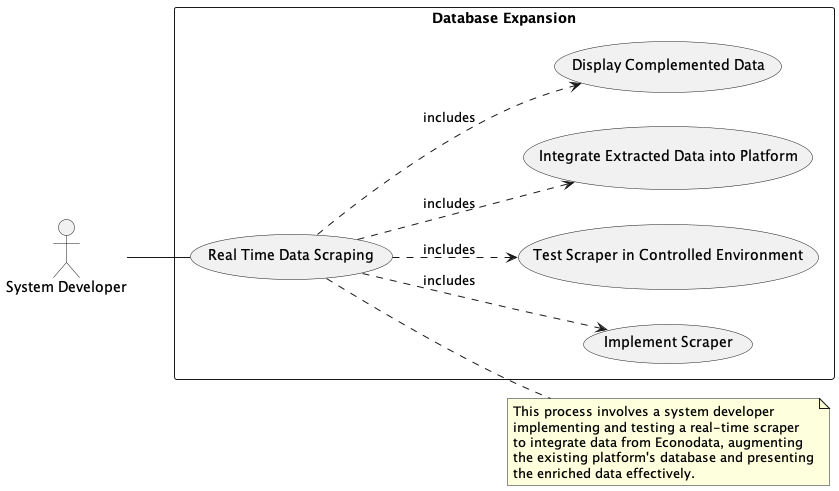 Database Expansion
Display Complemented Data
includes
Integrate Extracted Data into Platform
includes
Real Time Data Scraping
includes
Test Scraper in Controlled Environment
includes
System Developer
Implement Scraper
This process involves a system developer
implementing and testing a real-time scraper
to integrate data from Econodata, augmenting
the existing platform's database and presenting
the enriched data effectively.